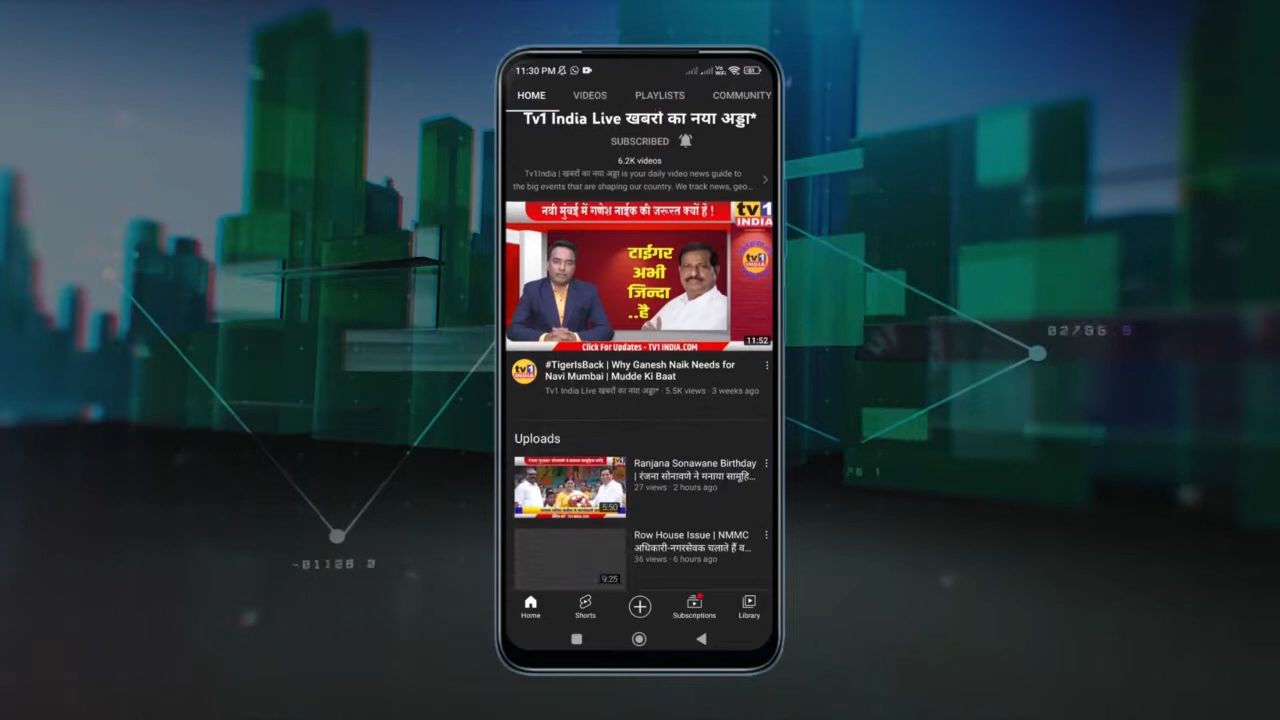 11:30 PM
Vo
WiFi
HOME VIDEOS PLAYLISTS COMMUNITY
Tv1 India Live खबरों का नया अड्डा*
SUBSCRIBED
6.2K videos
Tv1India | खबरों का नया अड्डा is your daily video news guide to
the big events that are shaping our country. We track news, geo...
नवी मुंबई में गणेश नाईक की जरूरत क्यों है !
tv1
INDIA
टाईगर
अभी
जिन्दा
..है
tv1
INDIA
Click For Updates - TV1 INDIA.COM
11:52
tv1
INDIA
#TigerIsBack | Why Ganesh Naik Needs for
Navi Mumbai | Mudde Ki Baat
Tv1 India Live खबरों का नया अड्डा* · 5.5K views · 3 weeks ago
Uploads
5:50
Ranjana Sonawane Birthday
| रंजना सोनावणे ने मनाया सामूहि...
27 views · 2 hours ago
Row House Issue | NMMC
अधिकारी-नगरसेवक चलाते हैं व...
36 views · 6 hours ago
9:25
Home Shorts Subscriptions Library